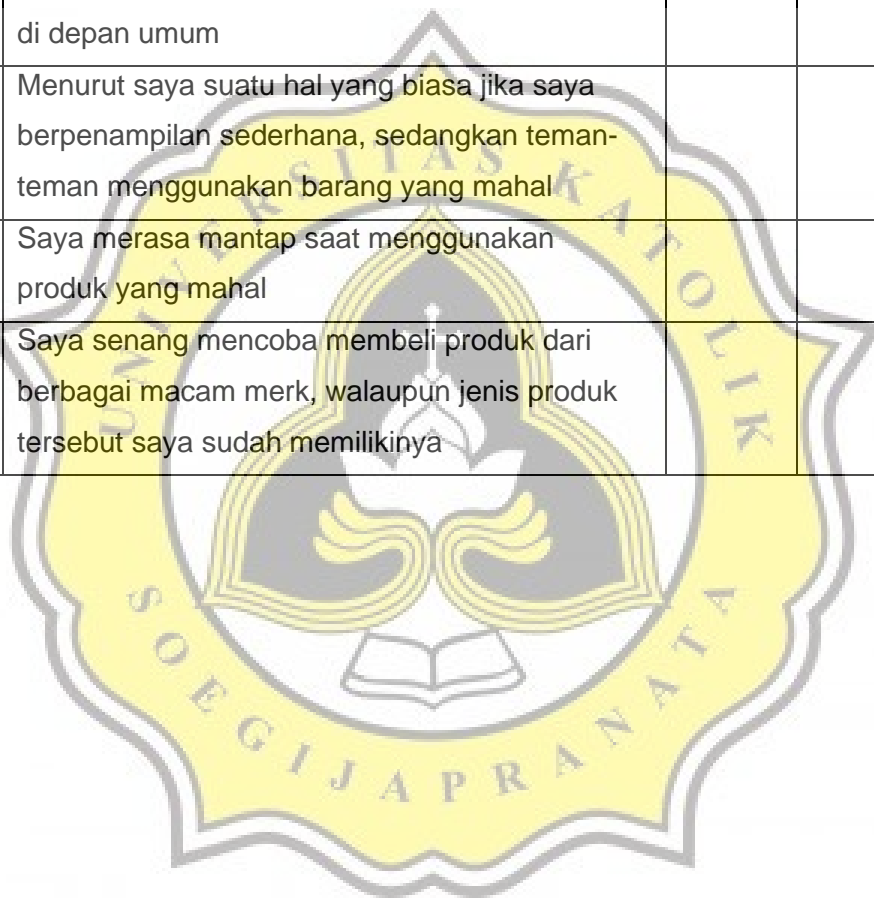 di depan umum
Menurut saya suatu hal yang biasa jika saya
berpenampilan sederhana, sedangkan teman-
teman menggunakan barang yang mahal
Saya merasa mantap saat menggunakan
produk yang mahal
Saya senang mencoba membeli produk dari
berbagai macam merk, walaupun jenis produk
tersebut saya sudah memilikinya
UNIVERSITAS KATOLIK
SOEGIJAPRANATA